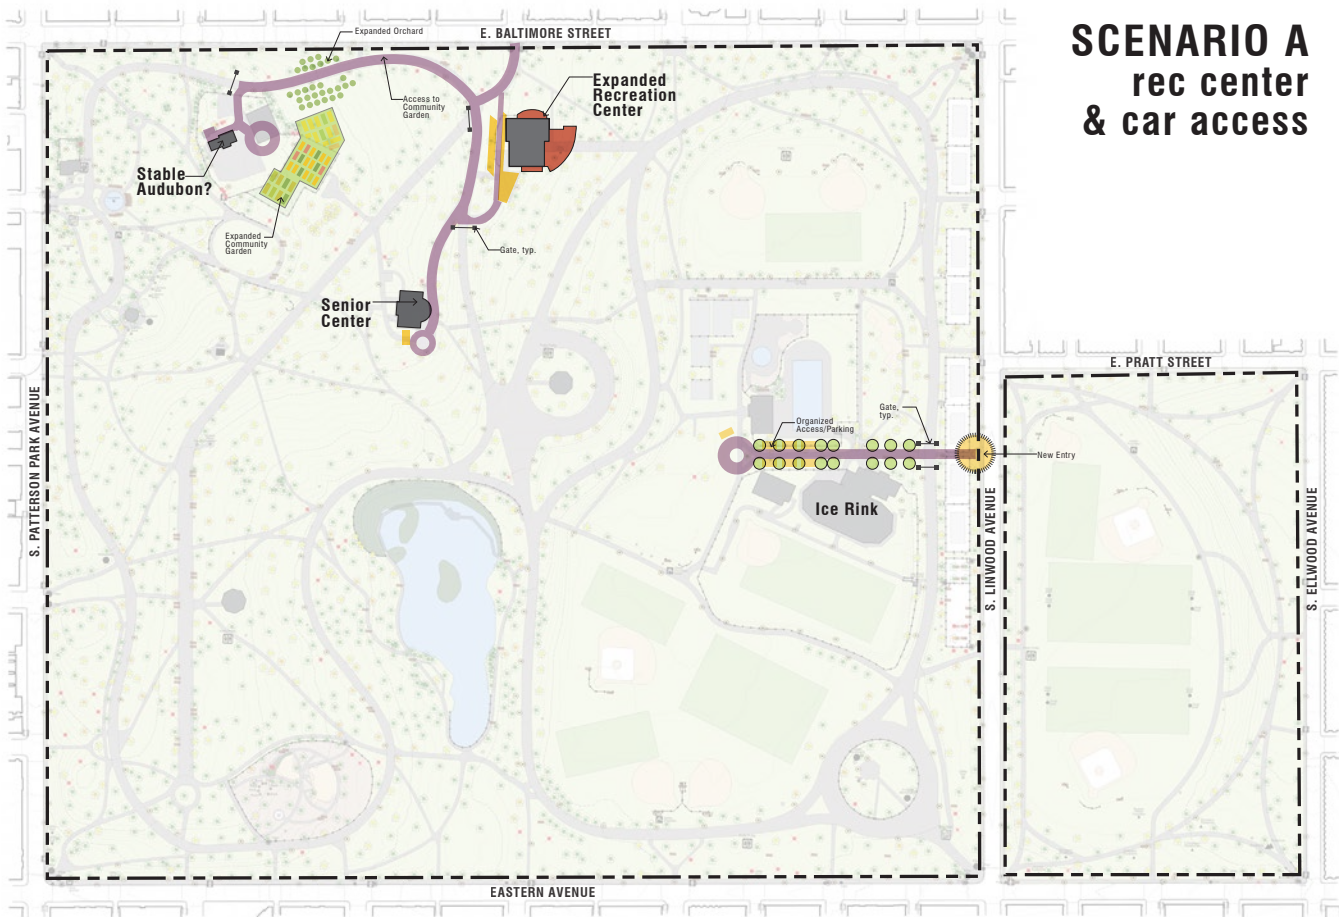 SCENARIO A
rec center
& car access
Expanded Orchard
E. BALTIMORE STREET
Expanded
Recreation
Center
Access to
Community
Garden
Stable
Audubon?
Expanded
Community
Garden
Gate, typ.
Senior
Center
E. PRATT STREET
S. PATTERSON PARK AVENUE
Gate,
typ.
Organized
Access/Parking
New Entry
Ice Rink
S. LINWOOD AVENUE
S. ELLWOOD AVENUE
EASTERN AVENUE